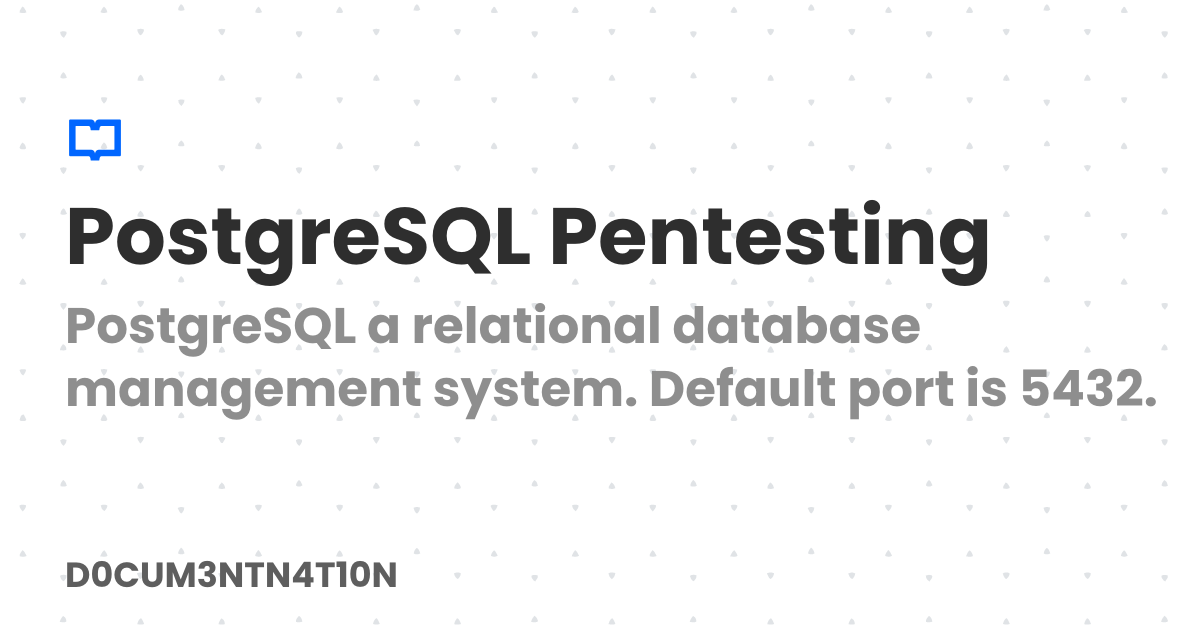 PostgreSQL Pentesting
PostgreSQL a relational database
management system. Default port is 5432.
D0CUM3NTN4T10N